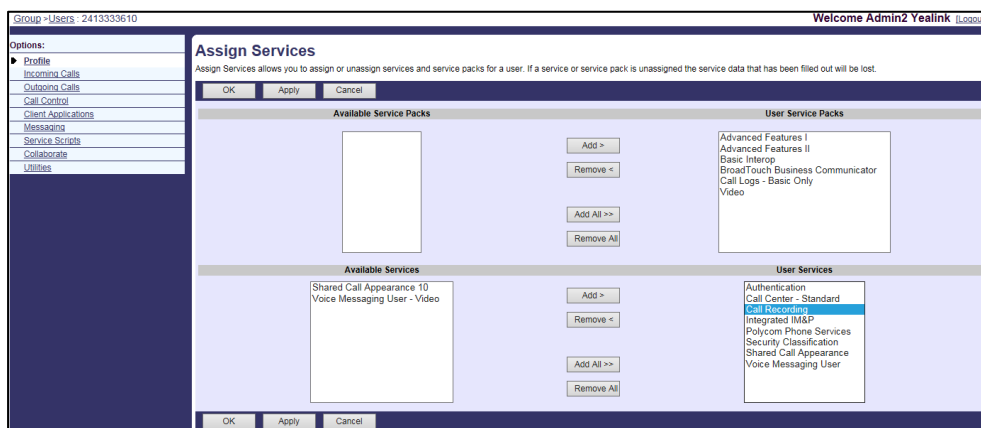 Group >Users : 2413333610
Welcome Admin2 Yealink
Options:
Profile
Incoming Calls
Outgoing Calls
Call Control
Client Applications
Messaging
Service Scripts
Collaborate
Utilities
Assign Services
Assign Services allows you to assign or unassign services and service packs for a user. If a service or service pack is unassigned the service data that has been filled out will be lost.
OK Apply Cancel
Available Service Packs
User Service Packs
Add >
Remove <
Add All >>
Remove All
Advanced Features I
Advanced Features II
Basic Interop
BroadTouch Business Communicator
Call Logs - Basic Only
Video
Available Services
User Services
Shared Call Appearance 10
Voice Messaging User - Video
Add >
Remove <
Add All >>
Remove All
Authentication
Call Center - Standard
Call Recording
Integrated IM&P
Polycom Phone Services
Security Classification
Shared Call Appearance
Voice Messaging User
OK Apply Cancel